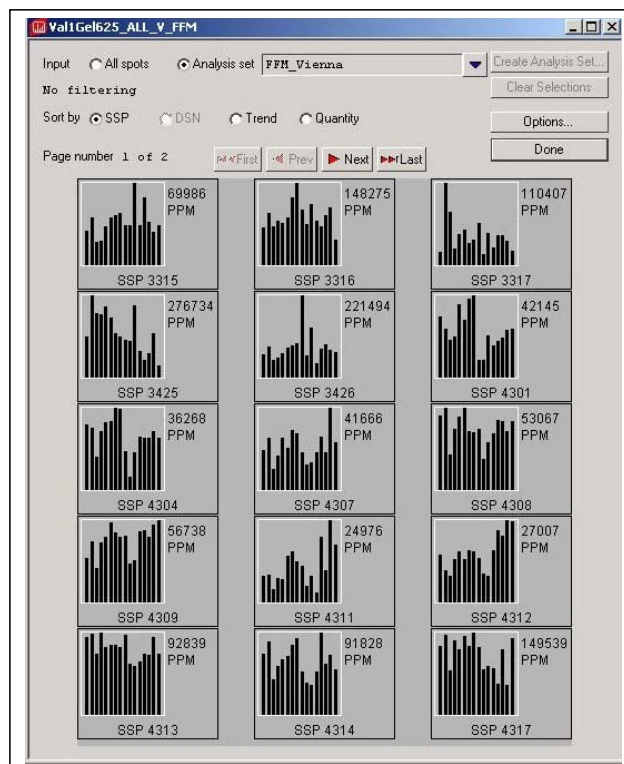 Val1Gel625_ALL_V_FFM
Input All spots Analysis set FFM_Vienna Create Analysis Set...
No filtering Clear Selections
Sort by SSP DSN Trend Quantity Options...
Page number 1 of 2 First Prev Next Last Done
69986 PPM SSP 3315
148275 PPM SSP 3316
110407 PPM SSP 3317
276734 PPM SSP 3425
221494 PPM SSP 3426
42145 PPM SSP 4301
36268 PPM SSP 4304
41666 PPM SSP 4307
53067 PPM SSP 4308
56738 PPM SSP 4309
24976 PPM SSP 4311
27007 PPM SSP 4312
92839 PPM SSP 4313
91828 PPM SSP 4314
149539 PPM SSP 4317